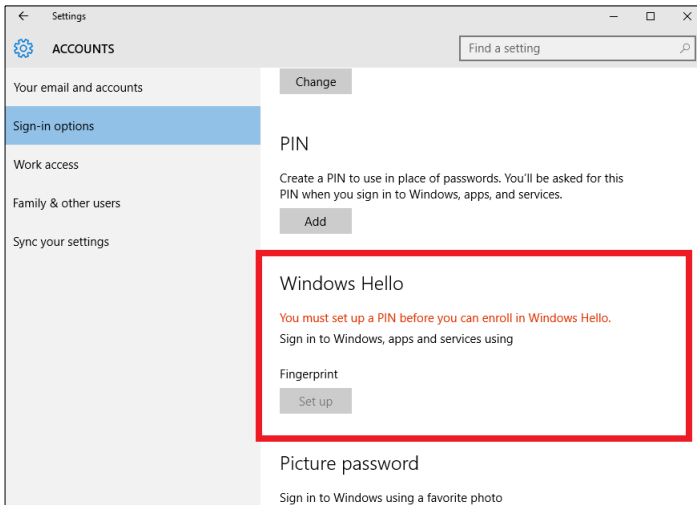 Settings
ACCOUNTS
Find a setting
Your email and accounts
Sign-in options
Work access
Family & other users
Sync your settings
Change
PIN
Create a PIN to use in place of passwords. You'll be asked for this
PIN when you sign in to Windows, apps, and services.
Add
Windows Hello
You must set up a PIN before you can enroll in Windows Hello.
Sign in to Windows, apps and services using
Fingerprint
Set up
Picture password
Sign in to Windows using a favorite photo